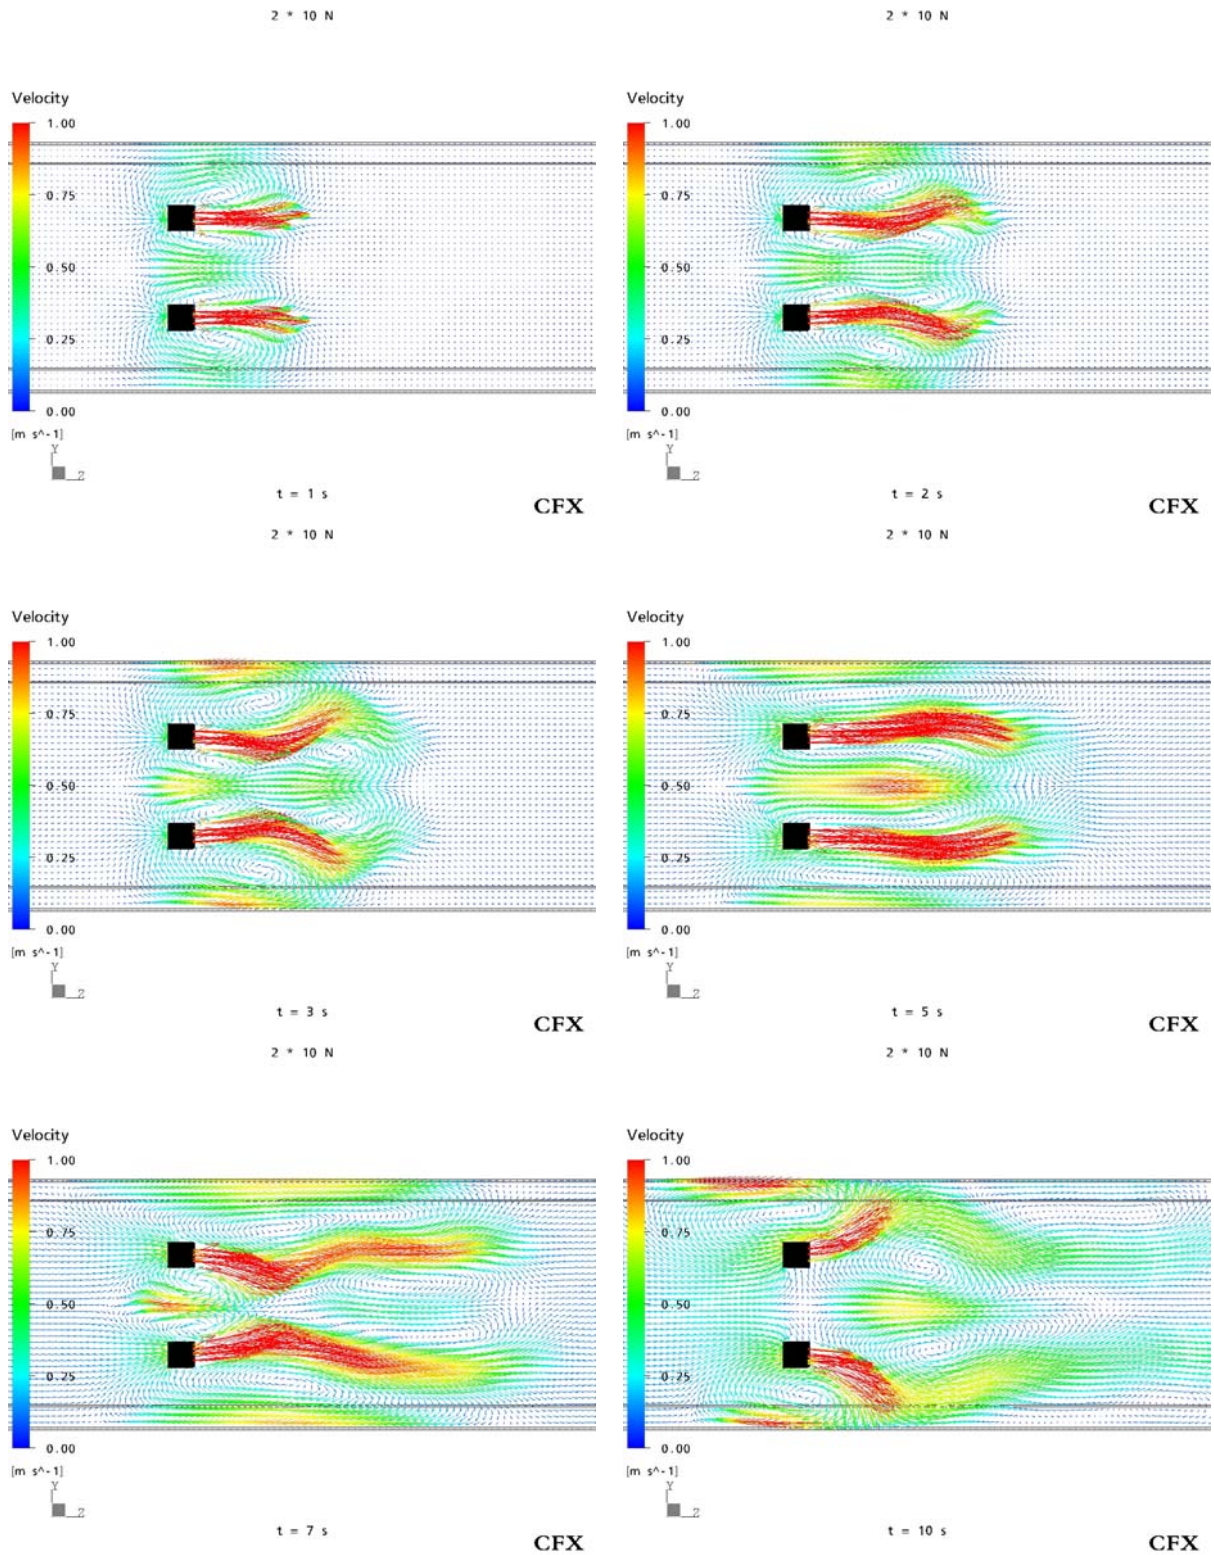 2 * 10 N
Velocity
1.00
0.75
0.50
0.25
0.00
[m s^-1]
Y
Z
t = 1 s
CFX
2 * 10 N
Velocity
1.00
0.75
0.50
0.25
0.00
[m s^-1]
Y
Z
t = 2 s
CFX
2 * 10 N
Velocity
1.00
0.75
0.50
0.25
0.00
[m s^-1]
Y
Z
t = 3 s
CFX
2 * 10 N
Velocity
1.00
0.75
0.50
0.25
0.00
[m s^-1]
Y
Z
t = 5 s
CFX
2 * 10 N
Velocity
1.00
0.75
0.50
0.25
0.00
[m s^-1]
Y
Z
t = 7 s
CFX
2 * 10 N
Velocity
1.00
0.75
0.50
0.25
0.00
[m s^-1]
Y
Z
t = 10 s
CFX